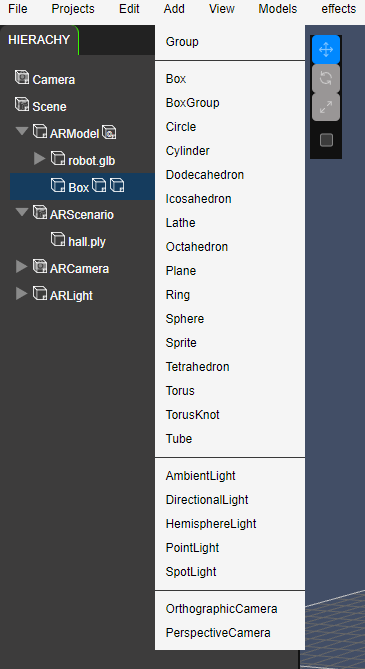 File Projects Edit Add View Models effects
HIERACHY
Camera
Scene
ARModel
robot.glb
Box
ARScenario
hall.ply
ARCamera
ARLight
Group
Box
BoxGroup
Circle
Cylinder
Dodecahedron
Icosahedron
Lathe
Octahedron
Plane
Ring
Sphere
Sprite
Tetrahedron
Torus
TorusKnot
Tube
AmbientLight
DirectionalLight
HemisphereLight
PointLight
SpotLight
OrthographicCamera
PerspectiveCamera